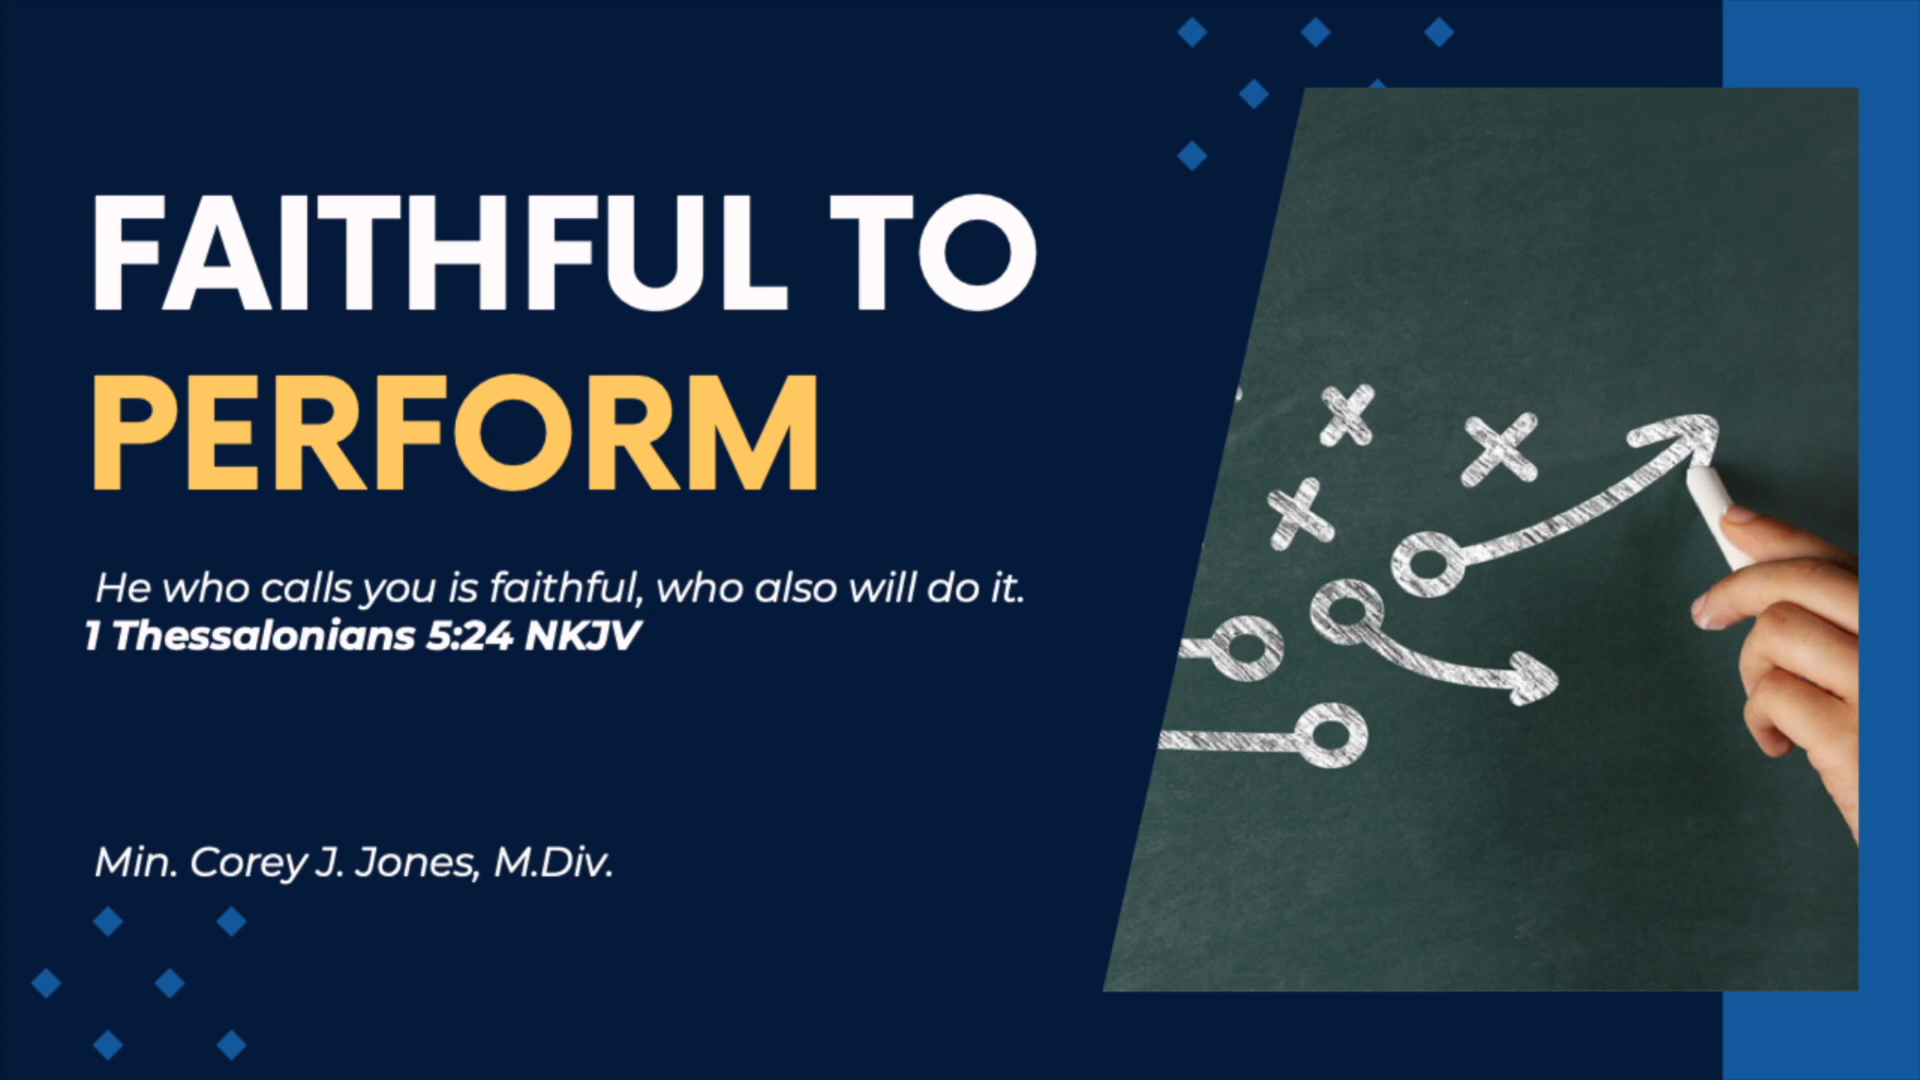 FAITHFUL TO
PERFORM
He who calls you is faithful, who also will do it.
1 Thessalonians 5:24 NKJV
Min. Corey J. Jones, M.Div.